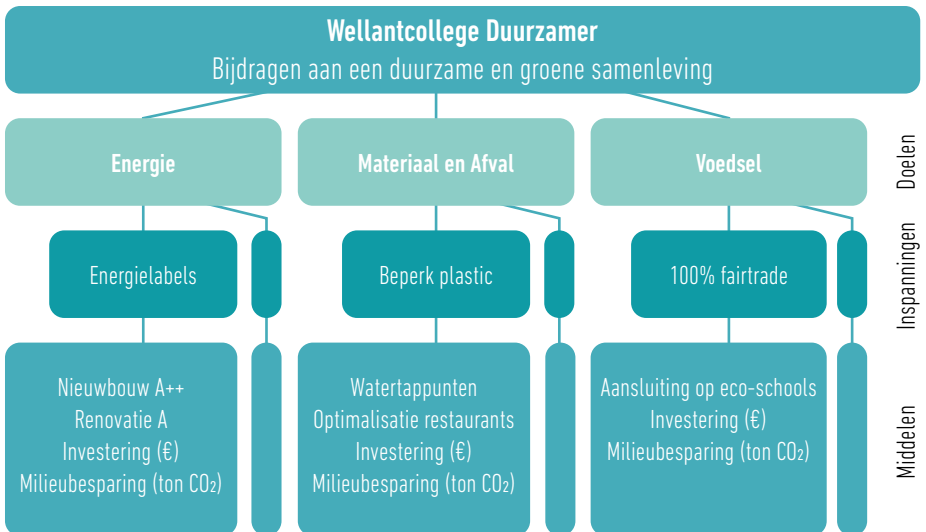 Wellantcollege Duurzamer
Bijdragen aan een duurzame en groene samenleving
Energie
Materiaal en Afval
Voedsel
Doelen
Energielabels
Beperk plastic
100% fairtrade
Inspanningen
Nieuwbouw A++
Renovatie A
Investering (€)
Milieubesparing (ton CO₂)
Watertappunten
Optimalisatie restaurants
Investering (€)
Milieubesparing (ton CO₂)
Aansluiting op eco-schools
Investering (€)
Milieubesparing (ton CO₂)
Middelen